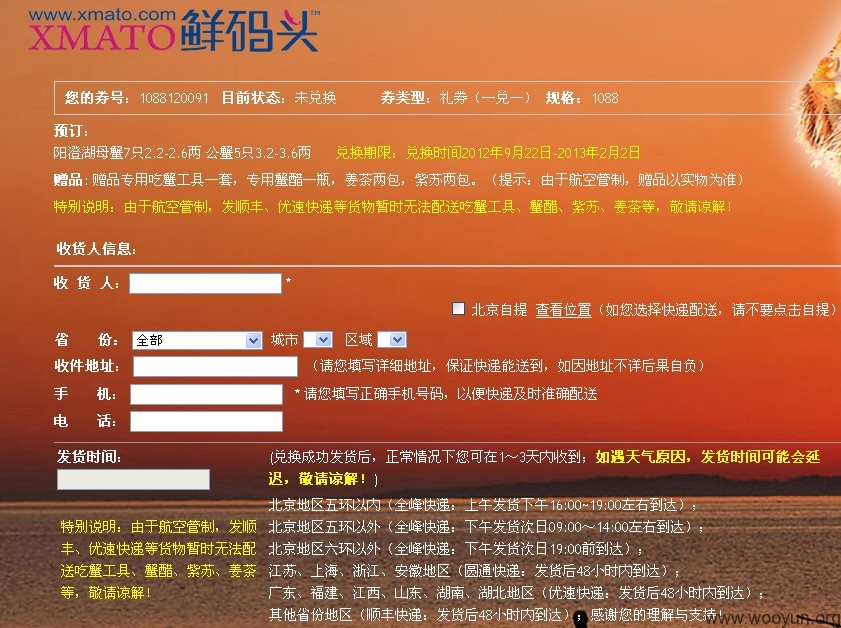 www.xmato.com
XMATO鲜码头™
您的券号：1088120091 目前状态：未兑换 券类型：礼券（一兑一） 规格：1088
预订：
阳澄湖母蟹7只2.2-2.6两 公蟹5只3.2-3.6两 兑换期限：兑换时间2012年9月22日-2013年2月2日
赠品：赠品专用吃蟹工具一套，专用蟹醋一瓶，姜茶两包，紫苏两包。（提示：由于航空管制，赠品以实物为准）
特别说明：由于航空管制，发顺丰、优速快递等货物暂时无法配送吃蟹工具、蟹醋、紫苏、姜茶等，敬请谅解！
收货人信息：
收 货 人： *
北京自提 查看位置（如您选择快递配送，请不要点击自提）
省 份： 全部 城市 区域
收件地址： （请您填写详细地址，保证快递能送到，如因地址不详后果自负）
手 机： *请您填写正确手机号码，以便快递及时准确配送
电 话：
发货时间： (兑换成功发货后，正常情况下您可在1～3天内收到；如遇天气原因，发货时间可能会延
迟，敬请谅解！)
北京地区五环以内（全峰快递：上午发货下午16:00~19:00左右到达）；
特别说明：由于航空管制，发顺 北京地区五环以外（全峰快递：下午发货次日09:00～14:00左右到达）；
丰、优速快递等货物暂时无法配 北京地区六环以外（全峰快递：下午发货次日19:00前到达）；
送吃蟹工具、蟹醋、紫苏、姜茶 江苏、上海、浙江、安徽地区（圆通快递：发货后48小时内到达）；
等，敬请谅解！ 广东、福建、江西、山东、湖南、湖北地区（优速快递：发货后48小时内到达）；
其他省份地区（顺丰快递：发货后48小时内到达）；感谢您的理解与支持！
www.wooyun.org